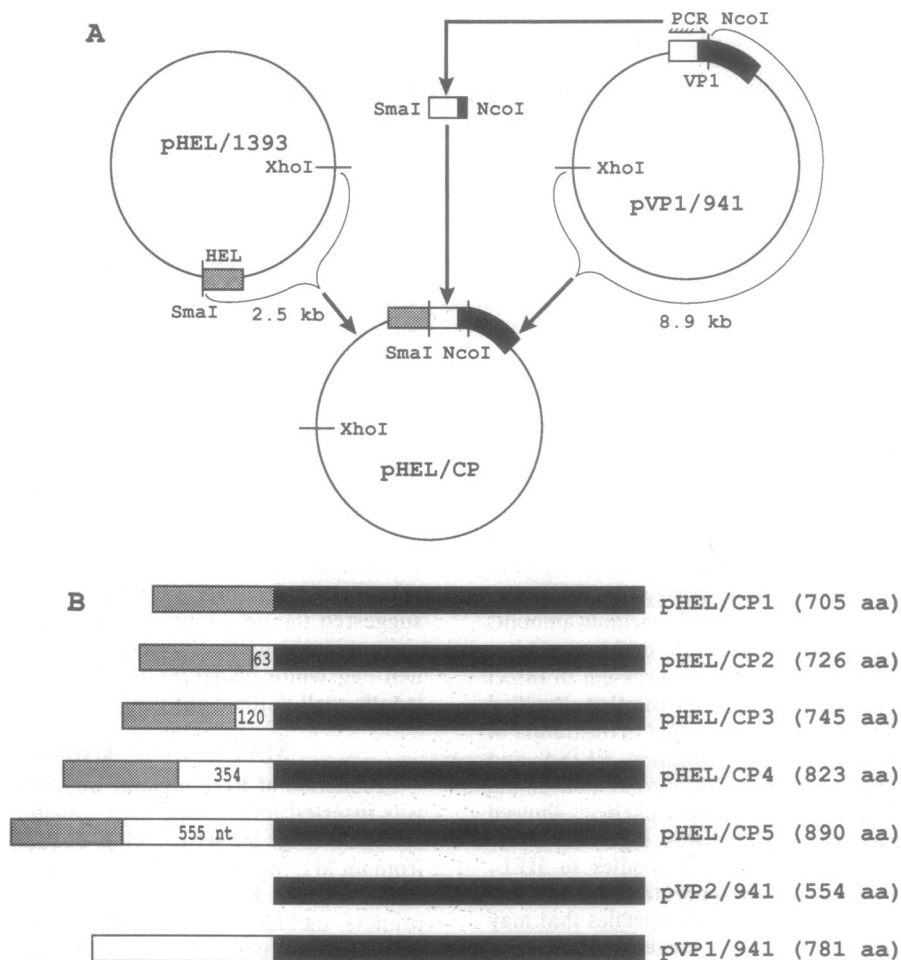 A
PCR NcoI
VP1
SmaI
NcoI
pHEL/1393
XhoI
XhoI
pVP1/941
HEL
SmaI
2.5 kb
8.9 kb
SmaI NcoI
XhoI
pHEL/CP
B
pHEL/CP1 (705 aa)
63
pHEL/CP2 (726 aa)
120
pHEL/CP3 (745 aa)
354
pHEL/CP4 (823 aa)
555 nt
pHEL/CP5 (890 aa)
pVP2/941 (554 aa)
pVP1/941 (781 aa)